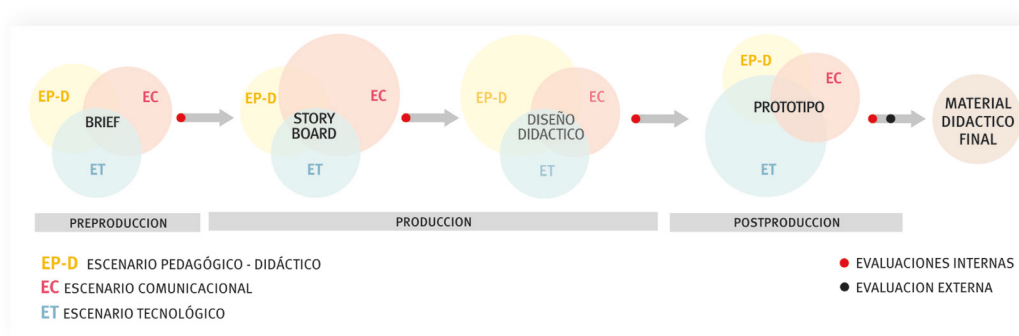 EP-D
EC
BRIEF
ET
EP-D
EC
STORY
BOARD
ET
EP-D
EC
DISEÑO
DIDACTICO
ET
EP-D
EC
PROTOTIPO
ET
MATERIAL
DIDACTICO
FINAL
PREPRODUCCION
PRODUCCION
POSTPRODUCCION
EP-D ESCENARIO PEDAGÓGICO - DIDÁCTICO
EC ESCENARIO COMUNICACIONAL
ET ESCENARIO TECNOLÓGICO
EVALUACIONES INTERNAS
EVALUACION EXTERNA